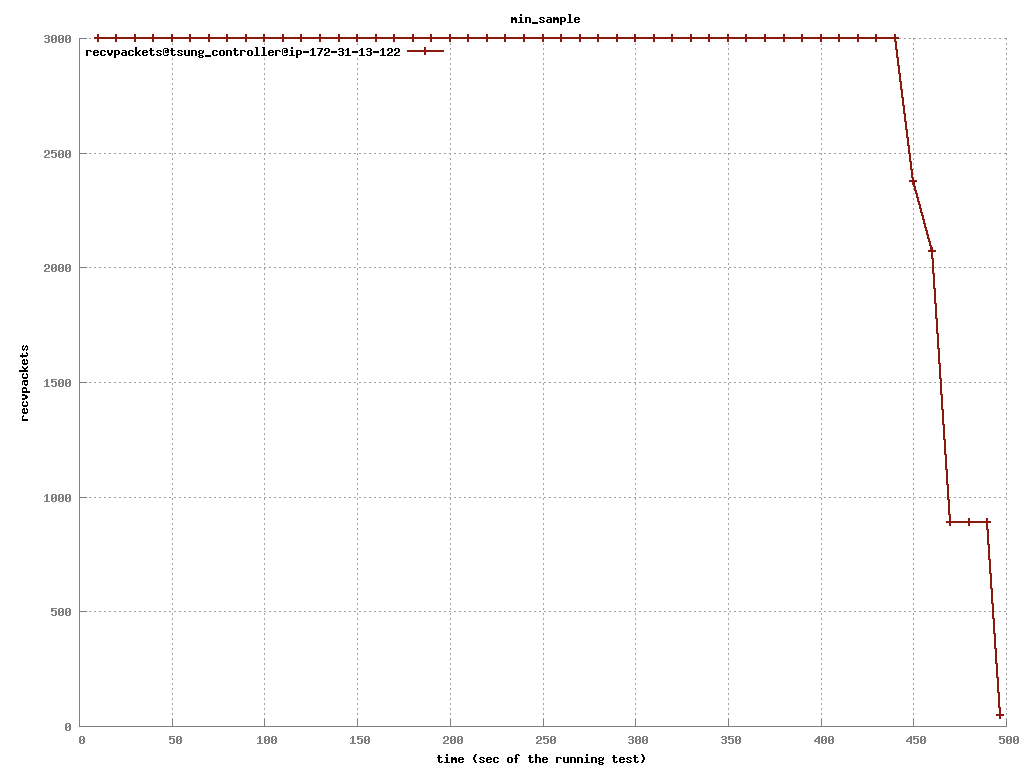 min_sample
3000
recvpackets@tsung_controller@ip-172-31-13-122
2500
2000
1500
recvpackets
1000
500
0
0 50 100 150 200 250 300 350 400 450 500
time (sec of the running test)